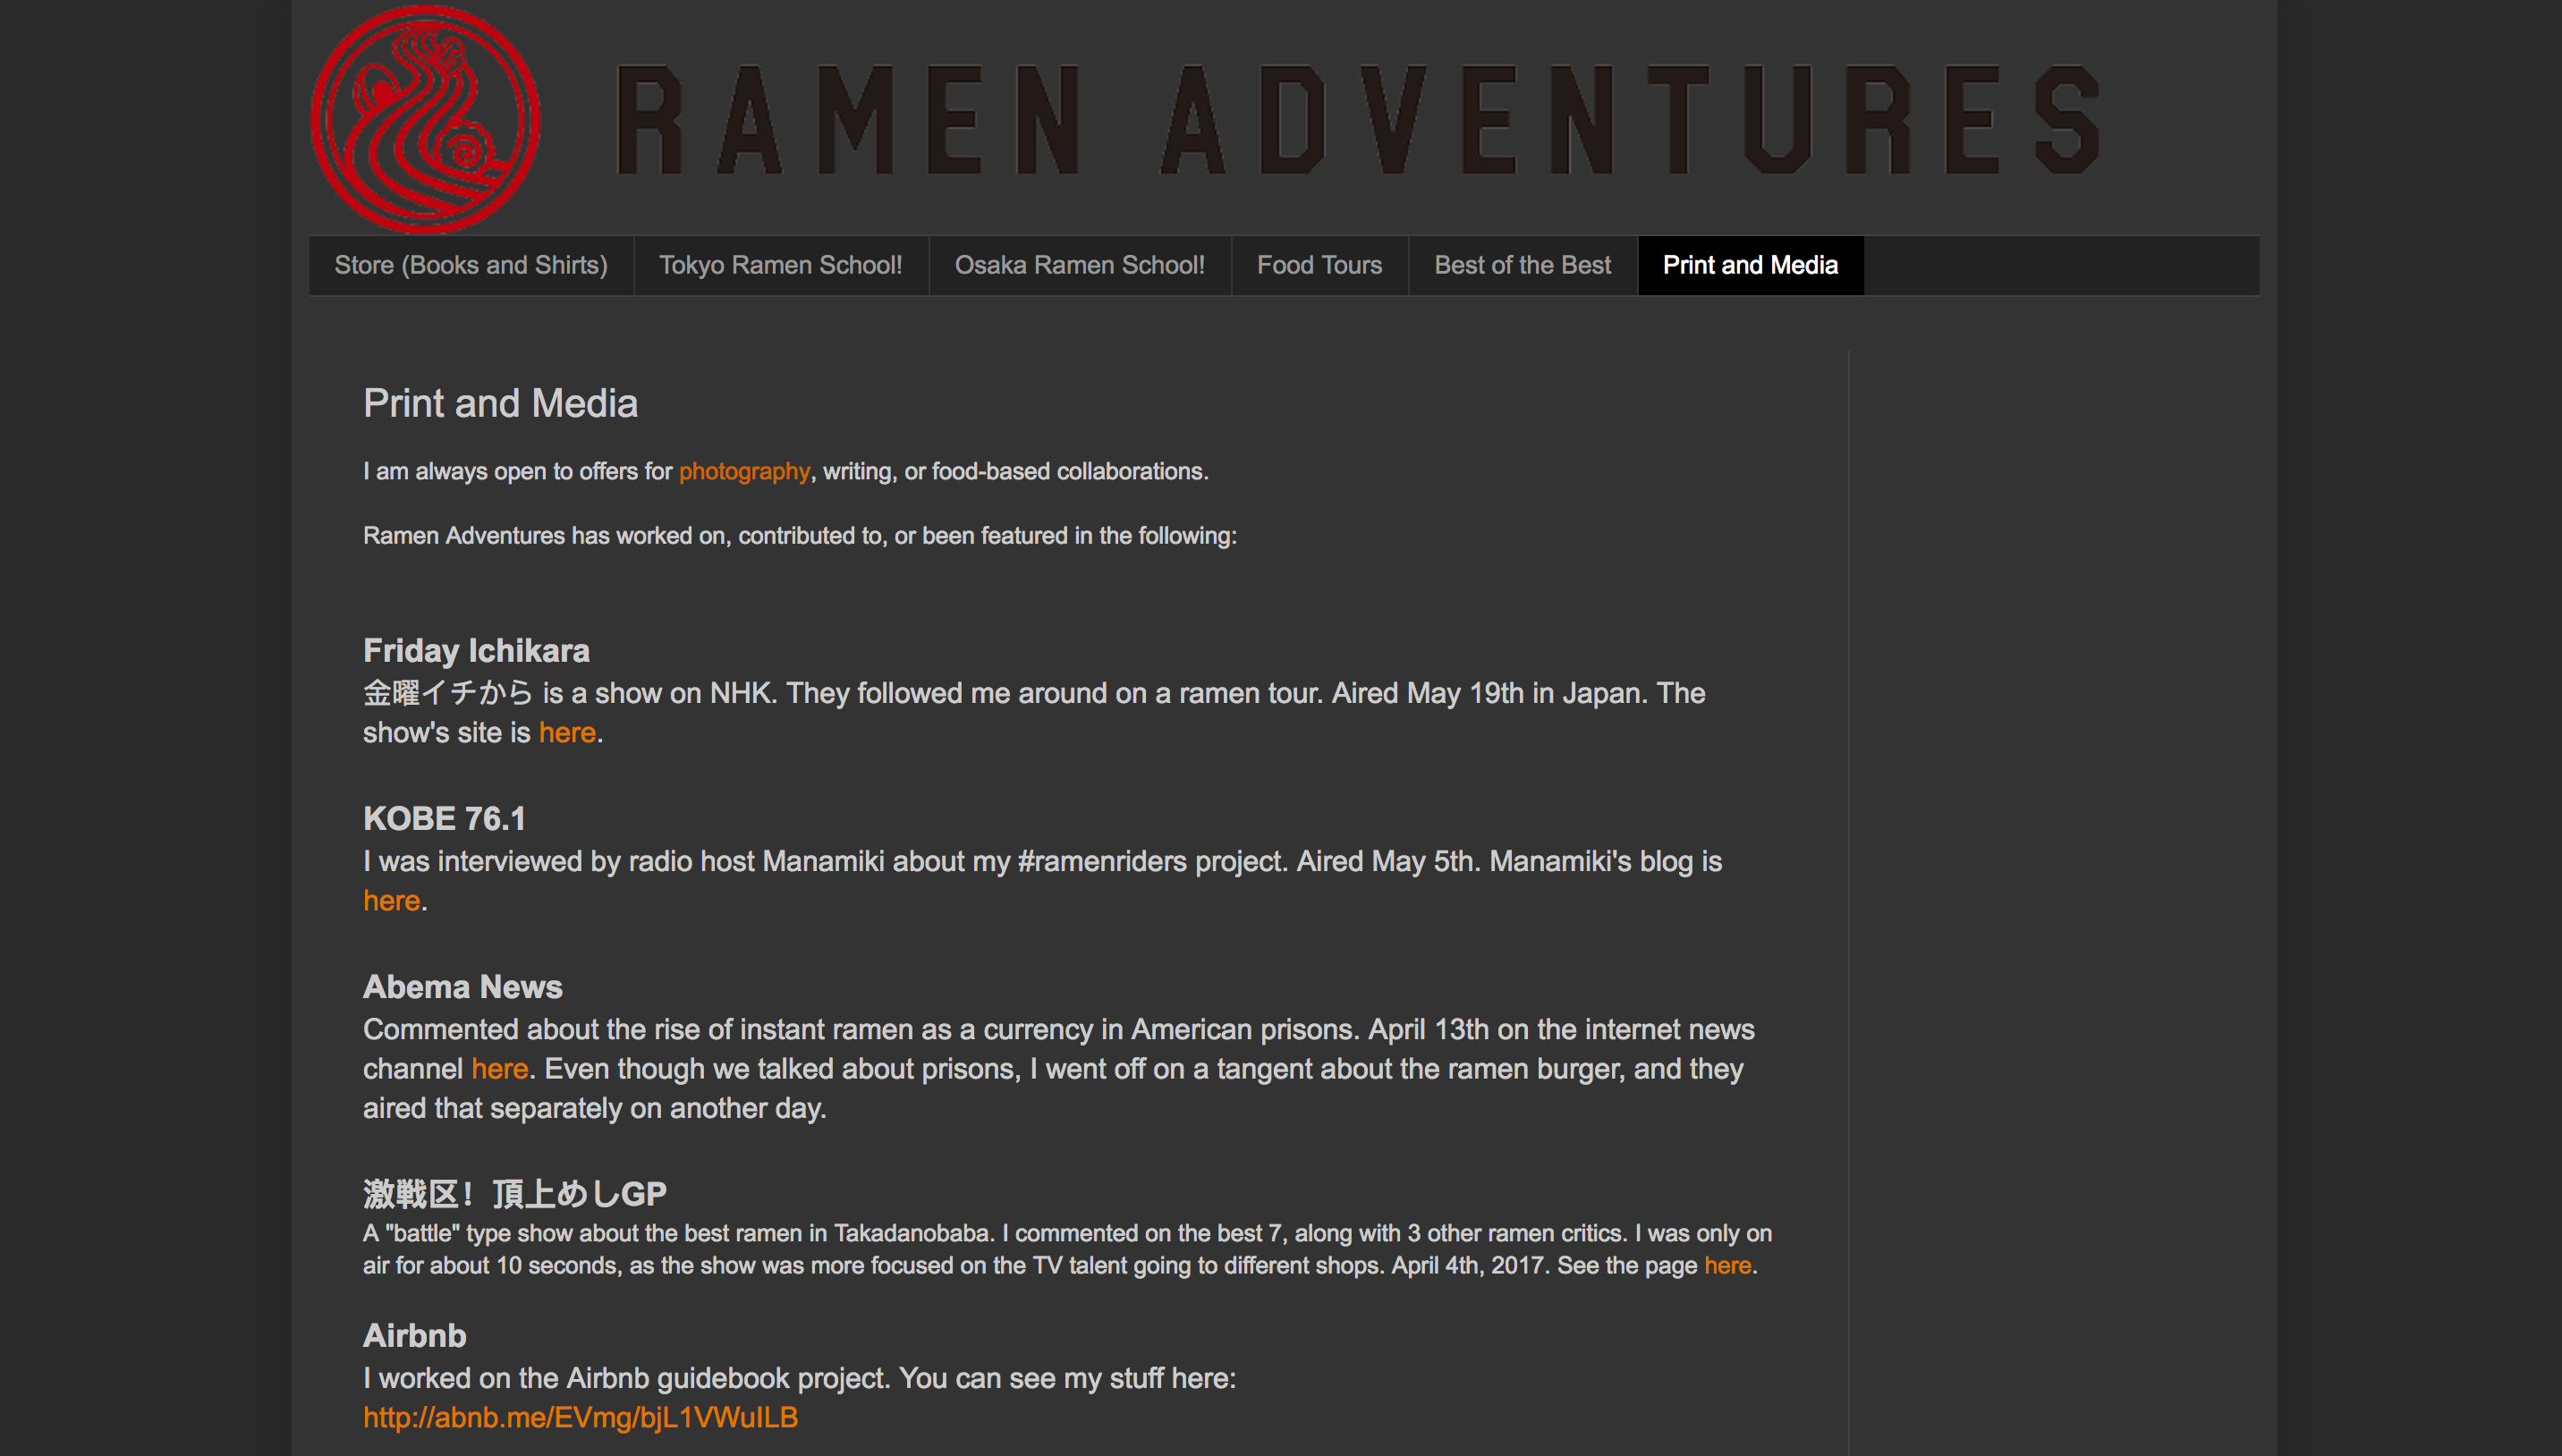 RAMEN ADVENTURES
Store (Books and Shirts)
Tokyo Ramen School!
Osaka Ramen School!
Food Tours
Best of the Best
Print and Media
Print and Media
I am always open to offers for photography, writing, or food-based collaborations.
Ramen Adventures has worked on, contributed to, or been featured in the following:
Friday Ichikara
金曜イチから is a show on NHK. They followed me around on a ramen tour. Aired May 19th in Japan. The
show's site is here.
KOBE 76.1
I was interviewed by radio host Manamiki about my #ramenriders project. Aired May 5th. Manamiki's blog is
here.
Abema News
Commented about the rise of instant ramen as a currency in American prisons. April 13th on the internet news
channel here. Even though we talked about prisons, I went off on a tangent about the ramen burger, and they
aired that separately on another day.
激戦区！頂上めしGP
A "battle" type show about the best ramen in Takadanobaba. I commented on the best 7, along with 3 other ramen critics. I was only on
air for about 10 seconds, as the show was more focused on the TV talent going to different shops. April 4th, 2017. See the page here.
Airbnb
I worked on the Airbnb guidebook project. You can see my stuff here:
http://abnb.me/EVmg/bjL1VWuILB